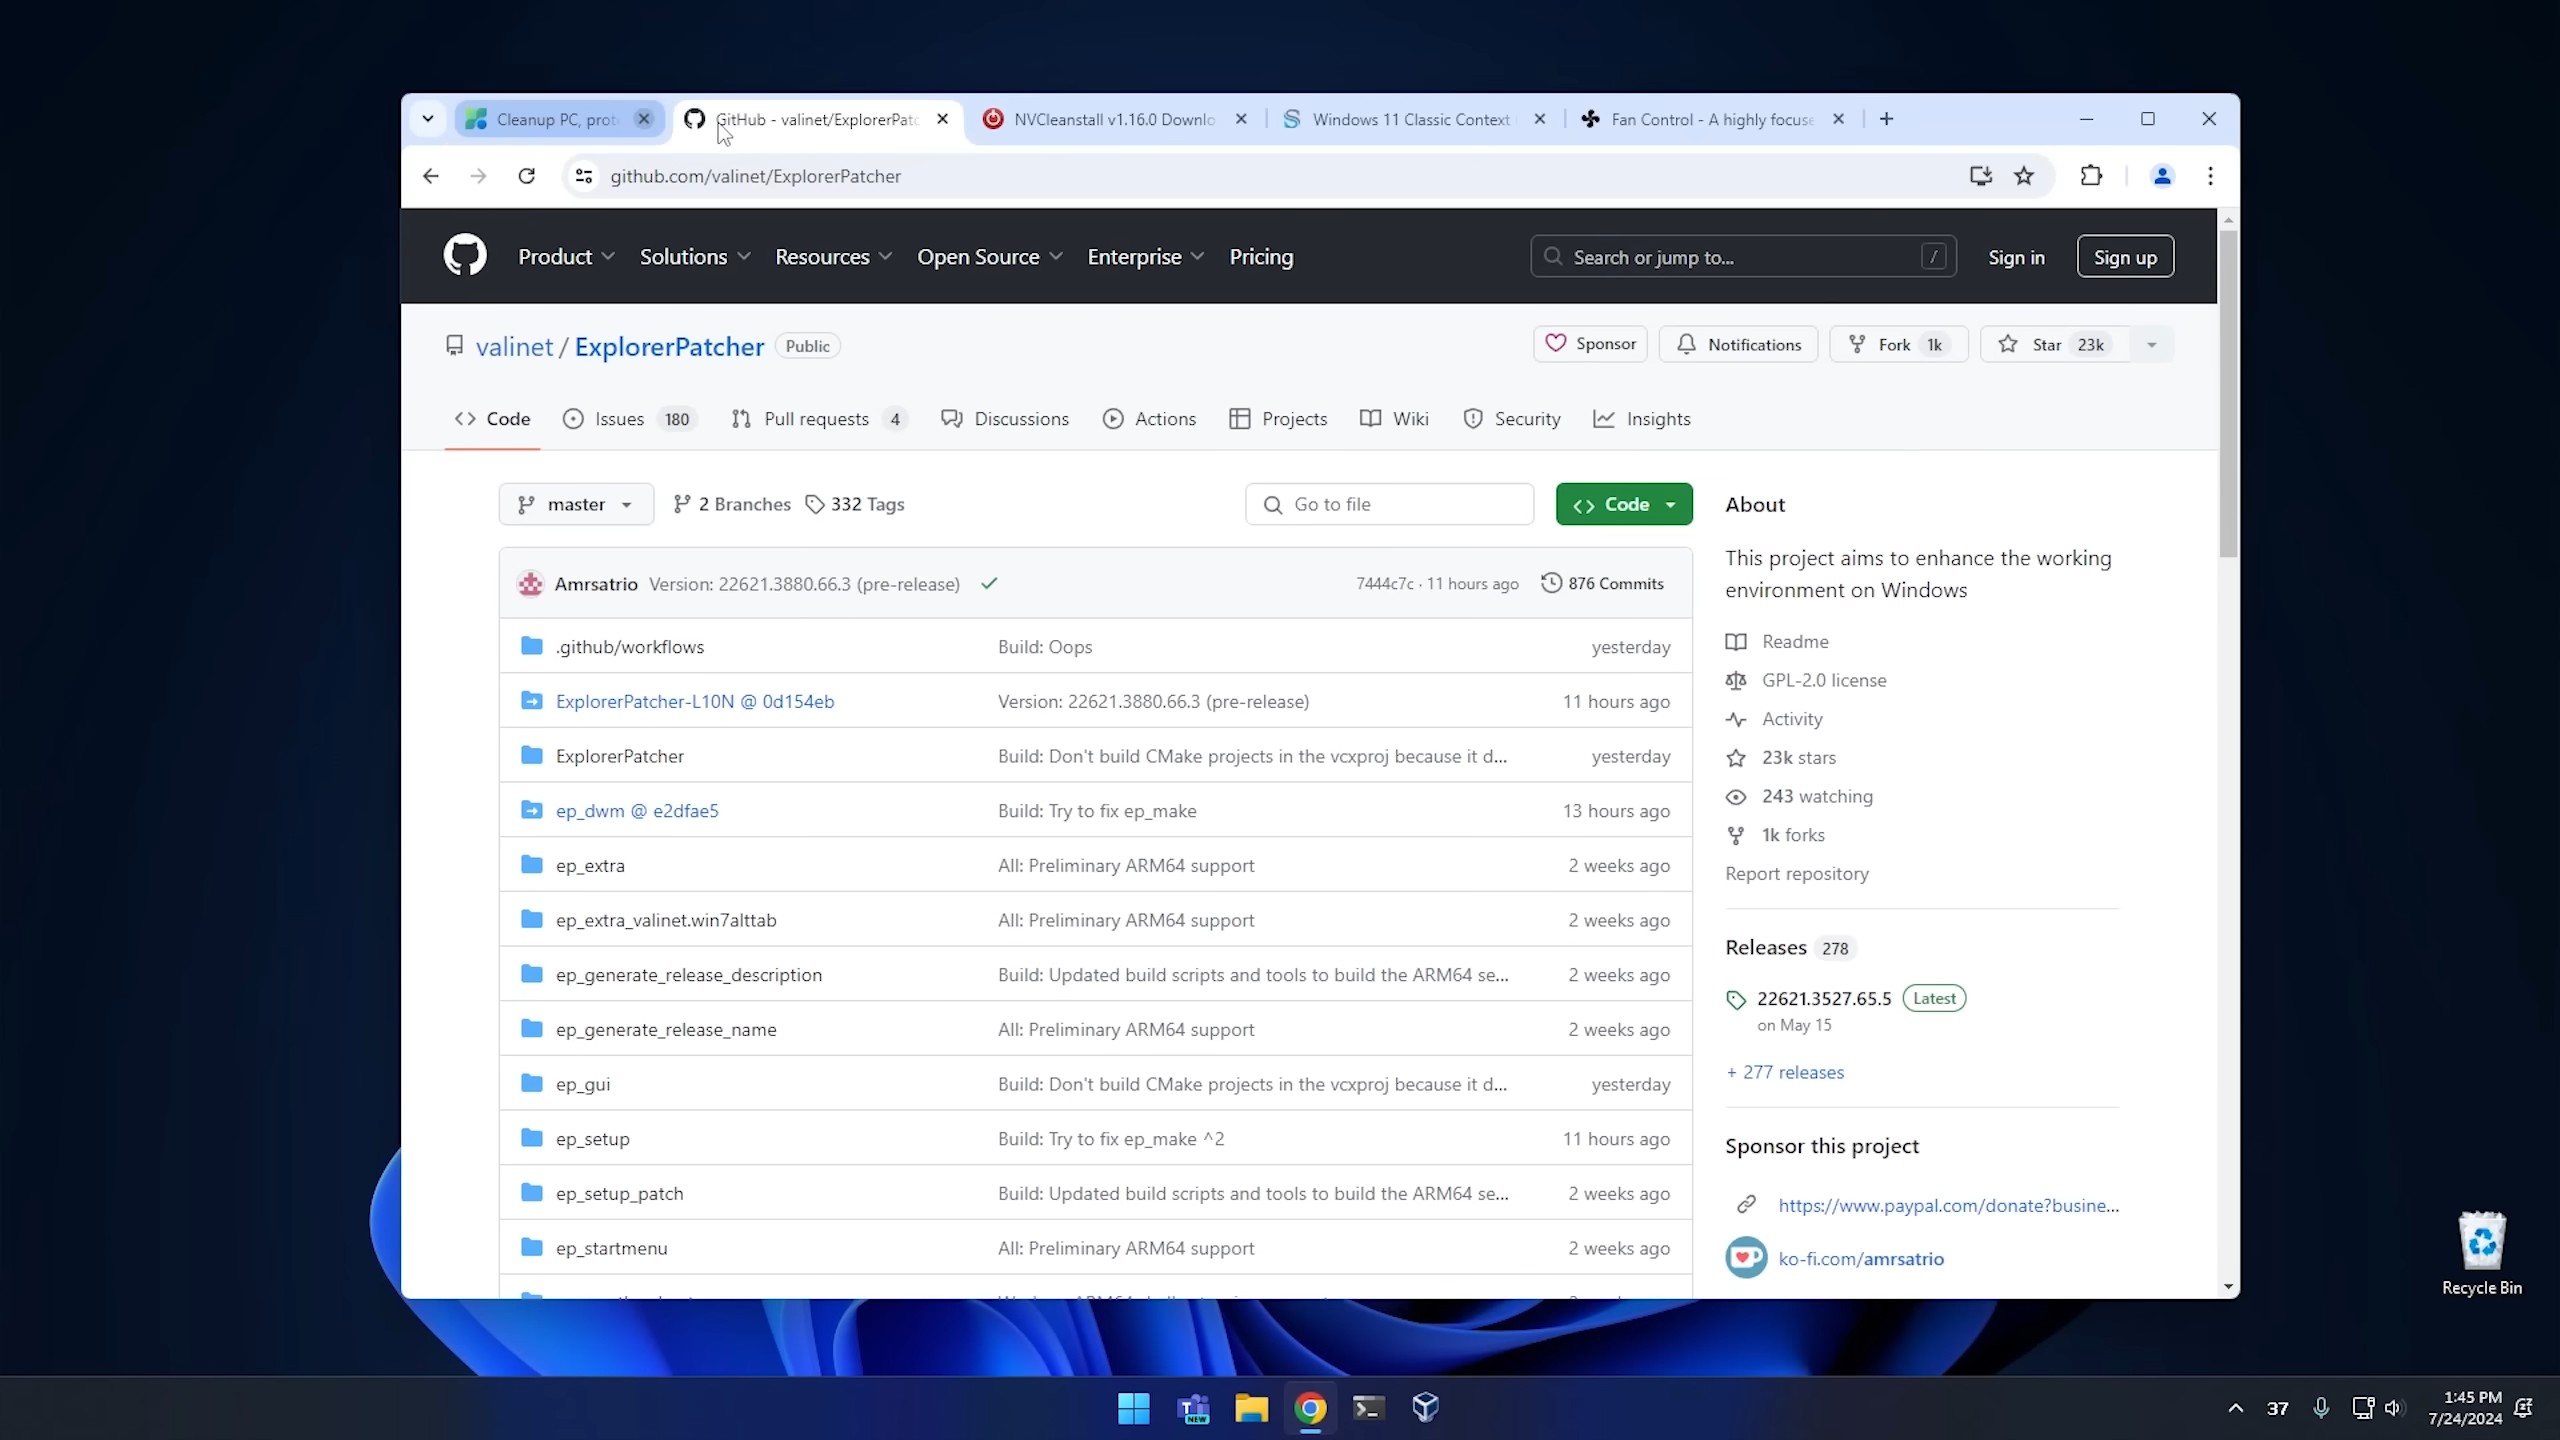 Cleanup PC, prot
GitHub - valinet/ExplorerPatc
NVCleanstall v1.16.0 Downlo
Windows 11 Classic Context
Fan Control - A highly focuse
github.com/valinet/ExplorerPatcher
Product
Solutions
Resources
Open Source
Enterprise
Pricing
Search or jump to...
/
Sign in
Sign up
valinet / ExplorerPatcher
Public
Sponsor
Notifications
Fork 1k
Star 23k
Code
Issues 180
Pull requests 4
Discussions
Actions
Projects
Wiki
Security
Insights
master
2 Branches
332 Tags
Go to file
Code
Amrsatrio Version: 22621.3880.66.3 (pre-release)
7444c7c · 11 hours ago
876 Commits
.github/workflows Build: Oops yesterday
ExplorerPatcher-L10N @ 0d154eb Version: 22621.3880.66.3 (pre-release) 11 hours ago
ExplorerPatcher Build: Don't build CMake projects in the vcxproj because it d... yesterday
ep_dwm @ e2dfae5 Build: Try to fix ep_make 13 hours ago
ep_extra All: Preliminary ARM64 support 2 weeks ago
ep_extra_valinet.win7alttab All: Preliminary ARM64 support 2 weeks ago
ep_generate_release_description Build: Updated build scripts and tools to build the ARM64 se... 2 weeks ago
ep_generate_release_name All: Preliminary ARM64 support 2 weeks ago
ep_gui Build: Don't build CMake projects in the vcxproj because it d... yesterday
ep_setup Build: Try to fix ep_make ^2 11 hours ago
ep_setup_patch Build: Updated build scripts and tools to build the ARM64 se... 2 weeks ago
ep_startmenu All: Preliminary ARM64 support 2 weeks ago
About
This project aims to enhance the working
environment on Windows
Readme
GPL-2.0 license
Activity
23k stars
243 watching
1k forks
Report repository
Releases 278
22621.3527.65.5 Latest
on May 15
+ 277 releases
Sponsor this project
https://www.paypal.com/donate?busine...
ko-fi.com/amrsatrio
Recycle Bin
T
NEW
37
1:45 PM
7/24/2024